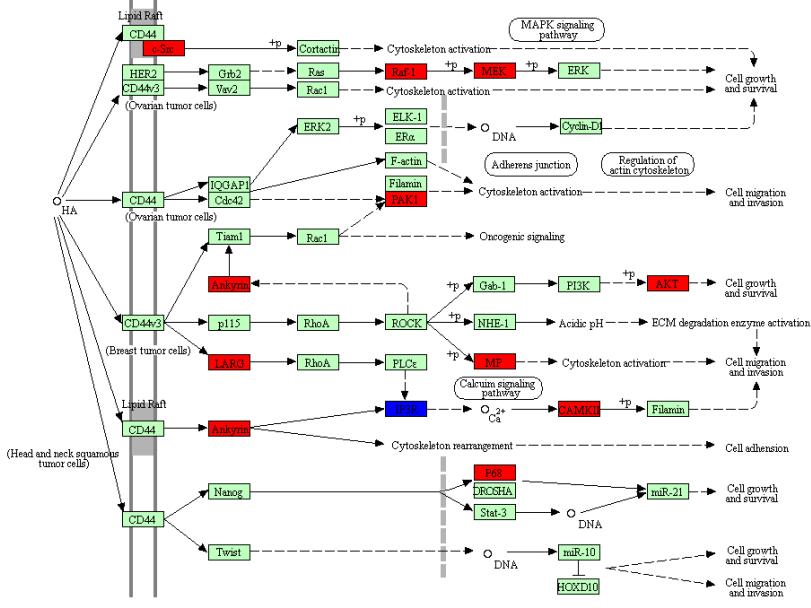 Lipid Raft
CD44
c-Src
+p
Cortactin
Cytoskeleton activation
MAPK signaling
pathway
HER2
Grb2
Ras
Raf-1
+p
MEK
+p
ERK
Cell growth
and survival
CD44v3
Vav2
Rac1
Cytoskeleton activation
(Ovarian tumor cells)
ERK2
+p
ELK-1
ERα
DNA
Cyclin-D1
F-actin
Adherens junction
Regulation of
actin cytoskeleton
HA
CD44
IQGAP1
Cdc42
Filamin
PAK1
Cytoskeleton activation
Cell migration
and invasion
(Ovarian tumor cells)
Tiam1
Rac1
Oncogenic signaling
Ankyrin
+p
Gab-1
PI3K
+p
AKT
Cell growth
and survival
CD44v3
p115
RhoA
ROCK
+p
NHE-1
Acidic pH
ECM degradation enzyme activation
(Breast tumor cells)
LARG
RhoA
PLCε
+p
MP
Cytoskeleton activation
Cell migration
and invasion
Calcuim signaling
pathway
Lipid Raft
CD44
Ankyrin
IP3R
Ca2+
CAMKII
+p
Filamin
Cytoskeleton rearrangement
Cell adhesion
(Head and neck squamous
tumor cells)
P68
DROSHA
Nanog
miR-21
Cell growth
and survival
CD44
Stat-3
DNA
Twist
DNA
miR-10
Cell growth
and survival
HOXD10
Cell migration
and invasion